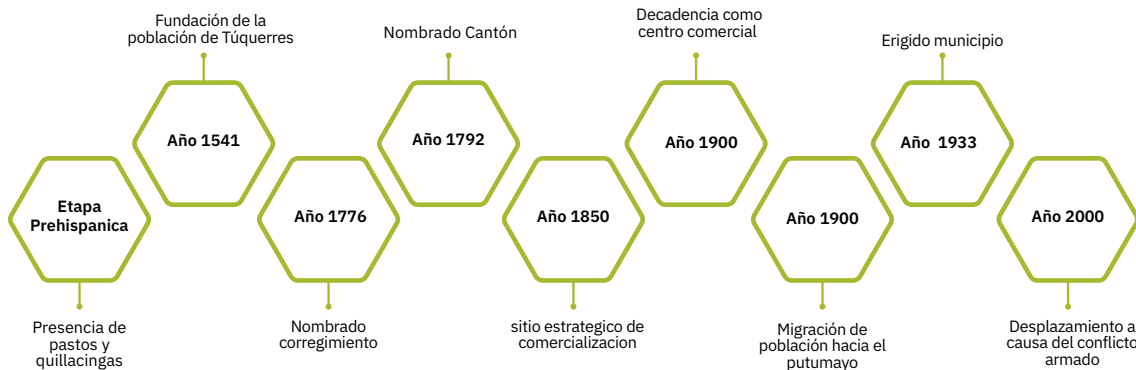 Etapa
Prehispanica
Presencia de
pastos y
quillacingas
Fundación de la
población de Túquerres
Año 1541
Año 1776
Nombrado
corregimiento
Nombrado Cantón
Año 1792
Año 1850
sitio estrategico de
comercializacion
Decadencia como
centro comercial
Año 1900
Año 1900
Migración de
población hacia el
putumayo
Erigido municipio
Año 1933
Año 2000
Desplazamiento a
causa del conflicto
armado